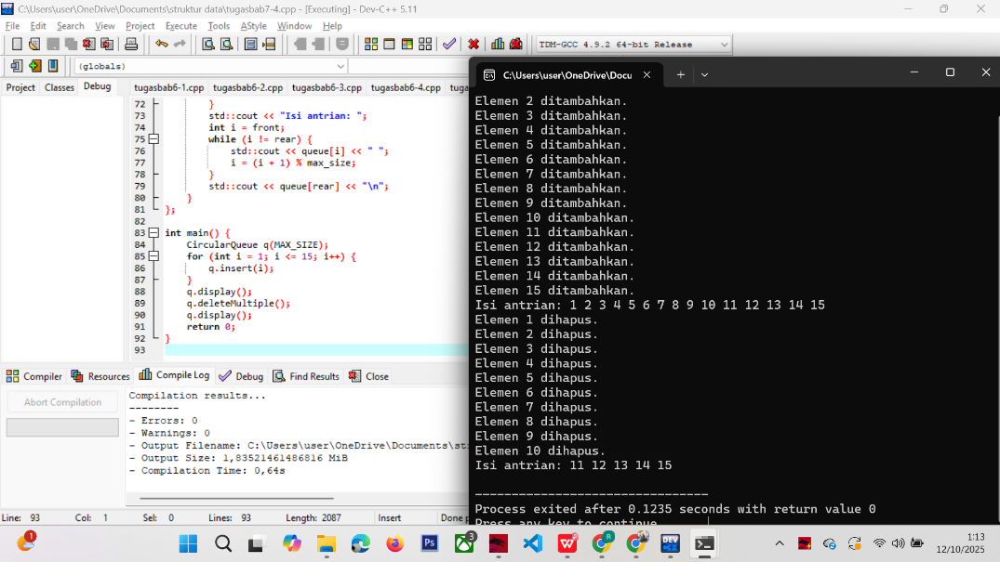 C:\Users\user\OneDrive\Documents\struktur data\tugasbab7-4.cpp - [Executing] - Dev-C++ 5.11
File Edit Search View Project Execute Tools AStyle Window Help
TDM-GCC 4.9.2 64-bit Release
(globals)
Project Classes Debug
tugasbab6-1.cpp tugasbab6-2.cpp tugasbab6-3.cpp tugasbab6-4.cpp tuga
72 }
73 std::cout << "Isi antrian: ";
74 int i = front;
75 while (i != rear) {
76 std::cout << queue[i] << " ";
77 i = (i + 1) % max_size;
78 }
79 std::cout << queue[rear] << "\n";
80 }
81 };
82
83 int main() {
84 CircularQueue q(MAX_SIZE);
85 for (int i = 1; i <= 15; i++) {
86 q.insert(i);
87 }
88 q.display();
89 q.deleteMultiple();
90 q.display();
91 return 0;
92 }
93
Compiler Resources Compile Log Debug Find Results Close
Abort Compilation
Compilation results...
--------
- Errors: 0
- Warnings: 0
- Output Filename: C:\Users\user\OneDrive\Documents\st
- Output Size: 1,83521461486816 MiB
- Compilation Time: 0,64s
Line: 93 Col: 1 Sel: 0 Lines: 93 Length: 2087 Insert Done p
C:\Users\user\OneDrive\Docu
Elemen 2 ditambahkan.
Elemen 3 ditambahkan.
Elemen 4 ditambahkan.
Elemen 5 ditambahkan.
Elemen 6 ditambahkan.
Elemen 7 ditambahkan.
Elemen 8 ditambahkan.
Elemen 9 ditambahkan.
Elemen 10 ditambahkan.
Elemen 11 ditambahkan.
Elemen 12 ditambahkan.
Elemen 13 ditambahkan.
Elemen 14 ditambahkan.
Elemen 15 ditambahkan.
Isi antrian: 1 2 3 4 5 6 7 8 9 10 11 12 13 14 15
Elemen 1 dihapus.
Elemen 2 dihapus.
Elemen 3 dihapus.
Elemen 4 dihapus.
Elemen 5 dihapus.
Elemen 6 dihapus.
Elemen 7 dihapus.
Elemen 8 dihapus.
Elemen 9 dihapus.
Elemen 10 dihapus.
Isi antrian: 11 12 13 14 15
--------------------------------
Process exited after 0.1235 seconds with return value 0
Press any key to continue
1 Ps 3 R DEV
1:13
12/10/2025